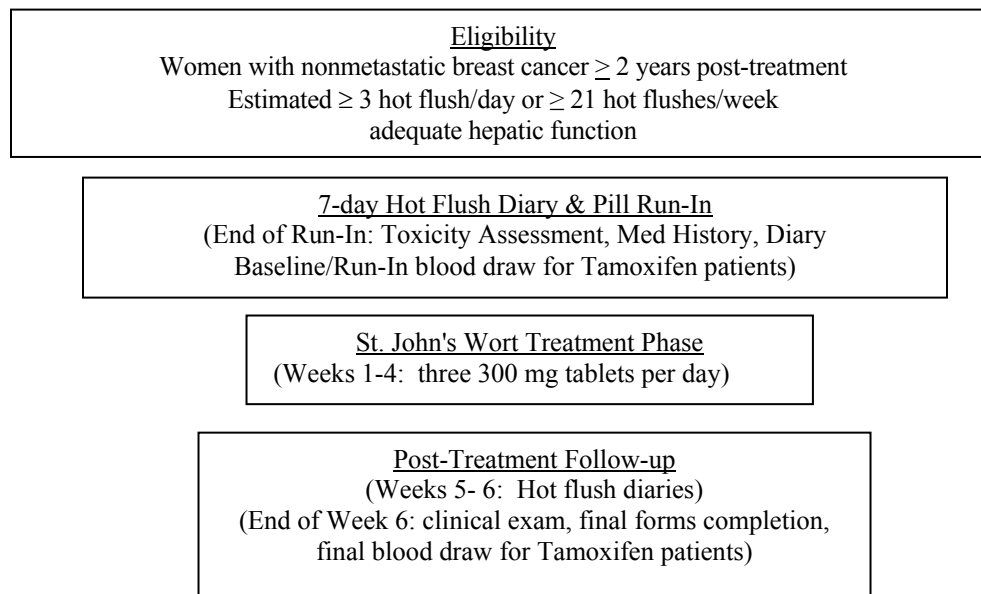 Eligibility
Women with nonmetastatic breast cancer ≥ 2 years post-treatment
Estimated ≥ 3 hot flush/day or ≥ 21 hot flushes/week
adequate hepatic function
7-day Hot Flush Diary & Pill Run-In
(End of Run-In: Toxicity Assessment, Med History, Diary
Baseline/Run-In blood draw for Tamoxifen patients)
St. John's Wort Treatment Phase
(Weeks 1-4: three 300 mg tablets per day)
Post-Treatment Follow-up
(Weeks 5- 6: Hot flush diaries)
(End of Week 6: clinical exam, final forms completion,
final blood draw for Tamoxifen patients)